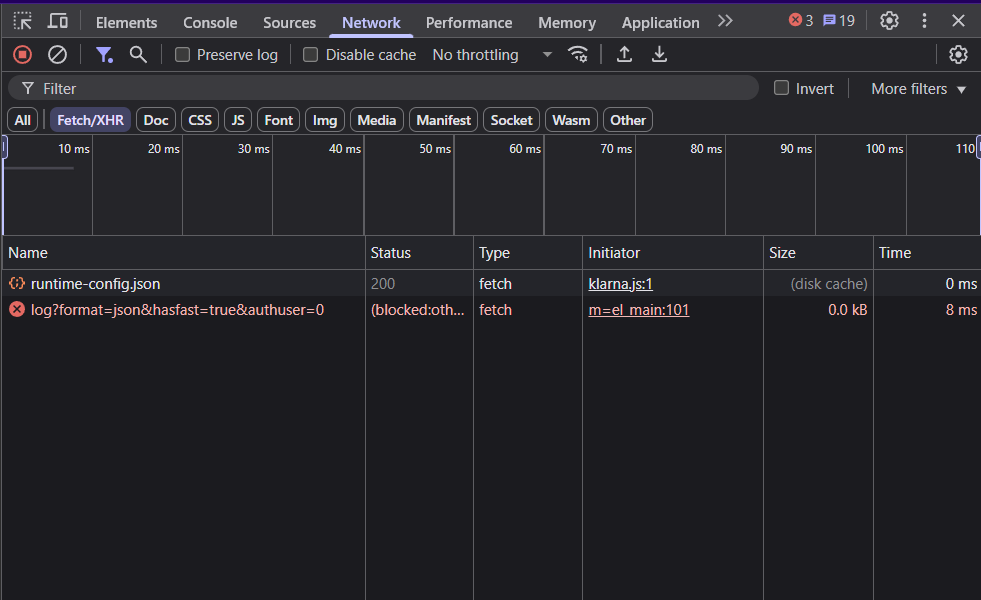 Elements Console Sources Network Performance Memory Application 3 19
Preserve log Disable cache No throttling
Filter Invert More filters
All Fetch/XHR Doc CSS JS Font Img Media Manifest Socket Wasm Other
10 ms 20 ms 30 ms 40 ms 50 ms 60 ms 70 ms 80 ms 90 ms 100 ms 110
Name Status Type Initiator Size Time
runtime-config.json 200 fetch klarna.js:1 (disk cache) 0 ms
log?format=json&hasfast=true&authuser=0 (blocked:oth... fetch m=el_main:101 0.0 kB 8 ms